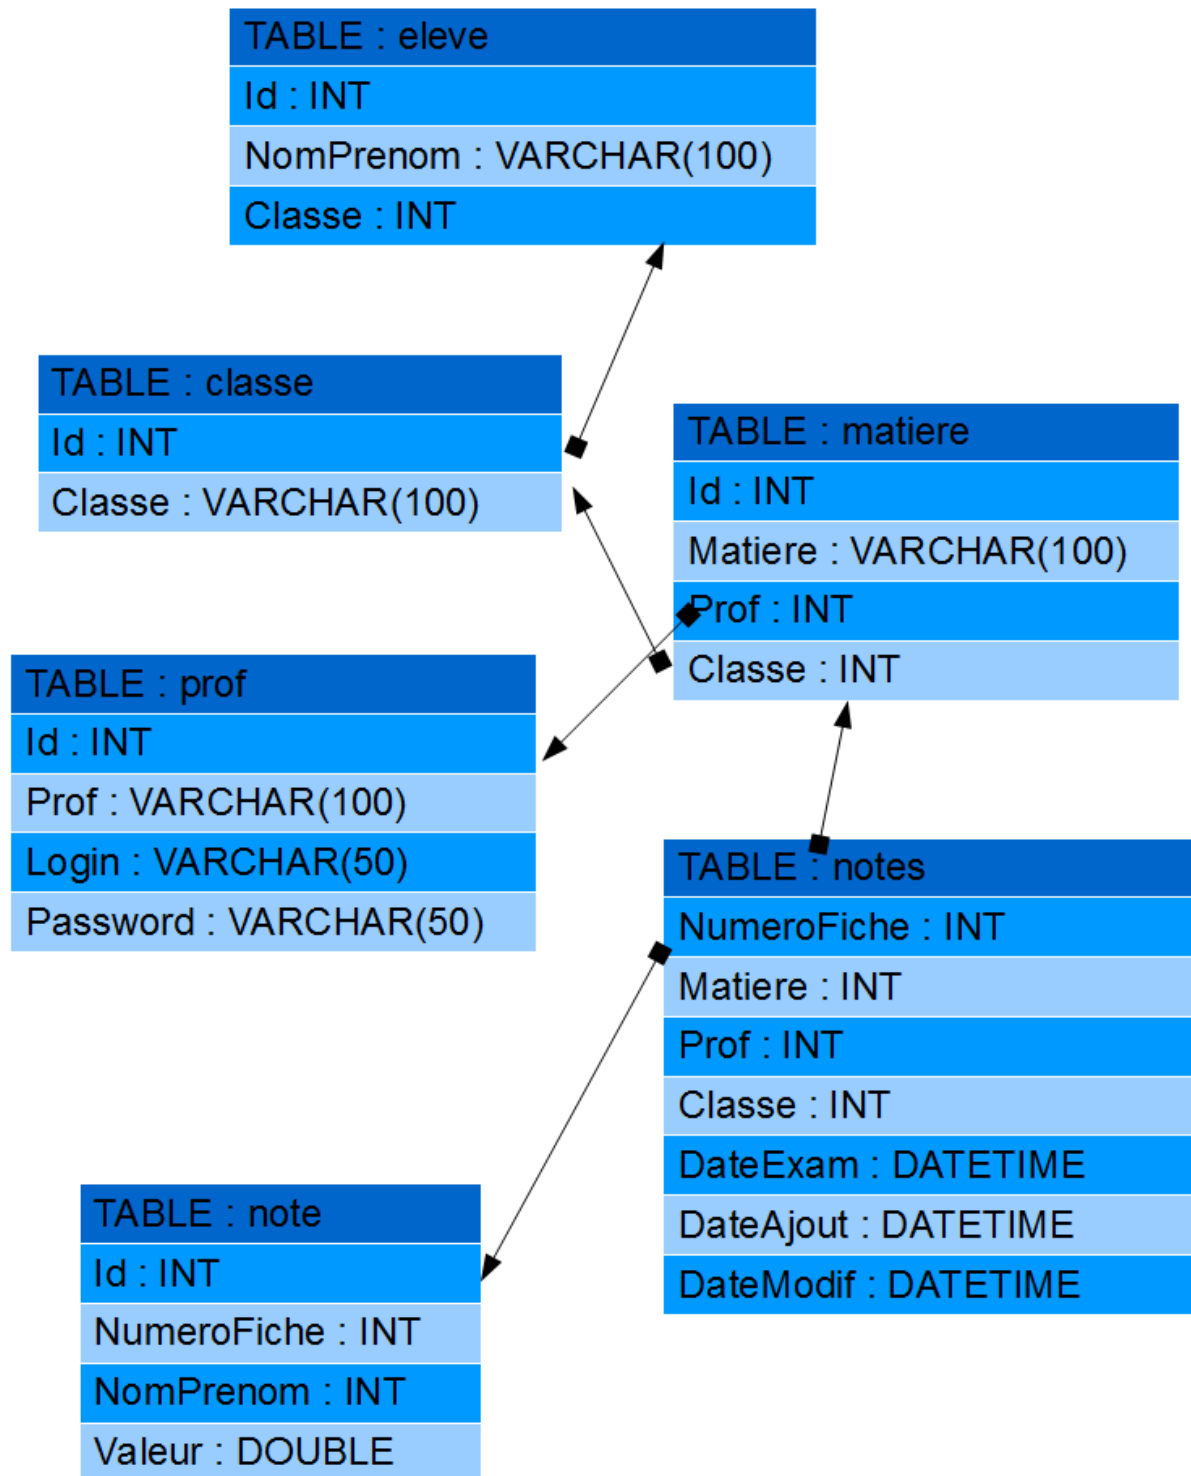 TABLE : eleve
Id : INT
NomPrenom : VARCHAR(100)
Classe : INT
TABLE : classe
Id : INT
Classe : VARCHAR(100)
TABLE : matiere
Id : INT
Matiere : VARCHAR(100)
Prof : INT
Classe : INT
TABLE : prof
Id : INT
Prof : VARCHAR(100)
Login : VARCHAR(50)
Password : VARCHAR(50)
TABLE : notes
NumeroFiche : INT
Matiere : INT
Prof : INT
Classe : INT
DateExam : DATETIME
DateAjout : DATETIME
DateModif : DATETIME
TABLE : note
Id : INT
NumeroFiche : INT
NomPrenom : INT
Valeur : DOUBLE